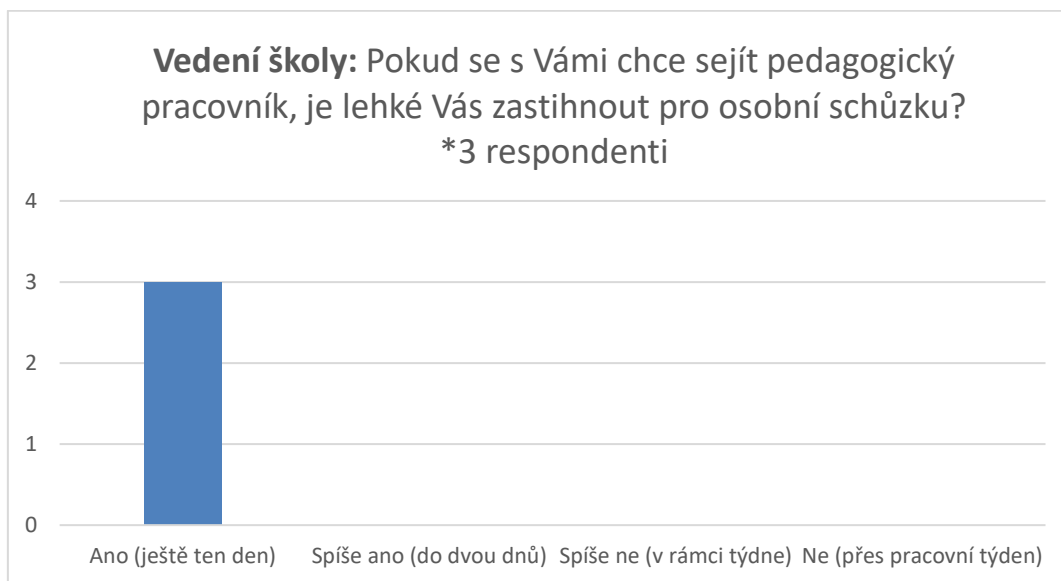 Vedení školy: Pokud se s Vámi chce sejít pedagogický
pracovník, je lehké Vás zastihnout pro osobní schůzku?
*3 respondenti
4
3
2
1
0
Ano (ještě ten den) Spíše ano (do dvou dnů) Spíše ne (v rámci týdne) Ne (přes pracovní týden)